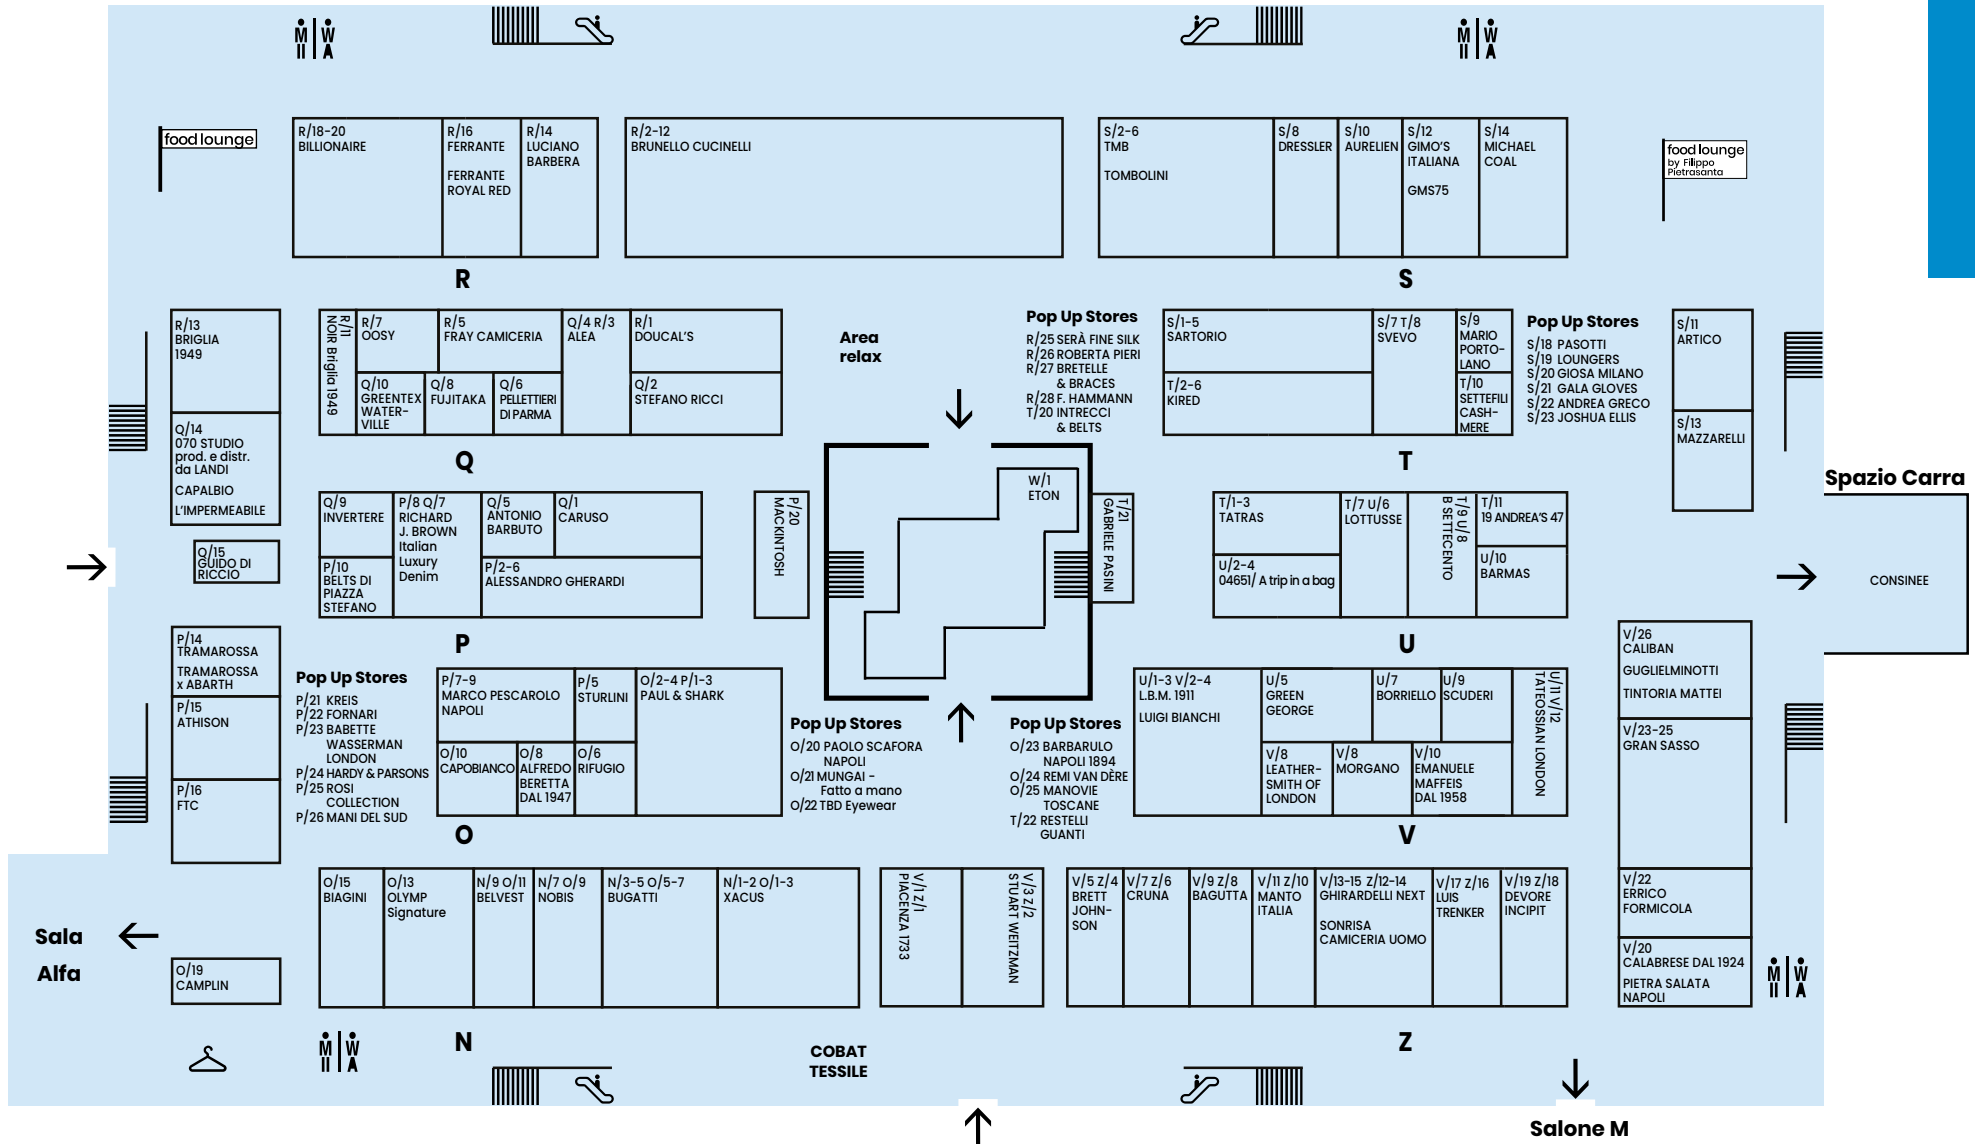 M W
M W
food lounge
R/18-20
BILLIONAIRE
R/16
FERRANTE
FERRANTE
ROYAL RED
R/14
LUCIANO
BARBERA
R/2-12
BRUNELLO CUCINELLI
S/2-6
TMB
TOMBOLINI
S/8
DRESSLER
S/10
AURELIEN
S/12
GIMO'S
ITALIANA
GMS75
S/14
MICHAEL
COAL
food lounge
by Filippo
Pietrasanta
R
S
R/13
BRIGLIA
1949
Q/14
070 STUDIO
prod. e distr.
da LANDI
CAPALBIO
L'IMPERMEABILE
R/11
NOIR Briglia 1949
R/7
OOSY
R/5
FRAY CAMICERIA
Q/4 R/3
ALEA
R/1
DOUCAL'S
Q/10
GREENTEX
WATER-
VILLE
Q/8
FUJITAKA
Q/6
PELLETTIERI
DI PARMA
Q/2
STEFANO RICCI
Area
relax
Pop Up Stores
R/25 SERÀ FINE SILK
R/26 ROBERTA PIERI
R/27 BRETELLE
& BRACES
R/28 F. HAMMANN
T/20 INTRECCI
& BELTS
S/1-5
SARTORIO
S/7 T/8
SVEVO
S/9
MARIO
PORTO-
LANO
T/2-6
KIRED
T/10
SETTEFILI
CASH-
MERE
Pop Up Stores
S/18 PASOTTI
S/19 LOUNGERS
S/20 GIOSA MILANO
S/21 GALA GLOVES
S/22 ANDREA GRECO
S/23 JOSHUA ELLIS
S/11
ARTICO
S/13
MAZZARELLI
Q
T
Spazio Carra
CONSINEE
Q/15
GUIDO DI
RICCIO
Q/9
INVERTERE
P/8 Q/7
RICHARD
J. BROWN
Italian
Luxury
Denim
Q/5
ANTONIO
BARBUTO
Q/1
CARUSO
P/10
BELTS DI
PIAZZA
STEFANO
P/2-6
ALESSANDRO GHERARDI
P/20
MACKINTOSH
W/1
ETON
T/21
GABRIELE PASINI
T/1-3
TATRAS
T/7 U/6
LOTTUSSE
T/9 U/8
B SETTECENTO
T/11
19 ANDREA'S 47
U/2-4
04651/ A trip in a bag
U/10
BARMAS
P
U
P/14
TRAMAROSSA
TRAMAROSSA
x ABARTH
P/15
ATHISON
P/16
FTC
Pop Up Stores
P/21 KREIS
P/22 FORNARI
P/23 BABETTE
WASSERMAN
LONDON
P/24 HARDY & PARSONS
P/25 ROSI
COLLECTION
P/26 MANI DEL SUD
P/7-9
MARCO PESCAROLO
NAPOLI
P/5
STURLINI
O/2-4 P/1-3
PAUL & SHARK
O/10
CAPOBIANCO
O/8
ALFREDO
BERETTA
DAL 1947
O/6
RIFUGIO
Pop Up Stores
O/20 PAOLO SCAFORA
NAPOLI
O/21 MUNGAI -
Fatto a mano
O/22 TBD Eyewear
Pop Up Stores
O/23 BARBARULO
NAPOLI 1894
O/24 REMI VAN DÈRE
O/25 MANOVIE
TOSCANE
T/22 RESTELLI
GUANTI
U/1-3 V/2-4
L.B.M. 1911
LUIGI BIANCHI
U/5
GREEN
GEORGE
U/7
BORRIELLO
U/9
SCUDERI
U/11 V/12
TATEOSSIAN LONDON
V/8
LEATHER-
SMITH OF
LONDON
V/8
MORGANO
V/10
EMANUELE
MAFFEIS
DAL 1958
V/26
CALIBAN
GUGLIELMINOTTI
TINTORIA MATTEI
V/23-25
GRAN SASSO
V/22
ERRICO
FORMICOLA
V/20
CALABRESE DAL 1924
PIETRA SALATA
NAPOLI
O
V
Sala
Alfa
O/19
CAMPLIN
O/15
BIAGINI
O/13
OLYMP
Signature
N/9 O/11
BELVEST
N/7 O/9
NOBIS
N/3-5 O/5-7
BUGATTI
N/1-2 O/1-3
XACUS
V/1 Z/1
PIACENZA 1733
V/3 Z/2
STUART WEITZMAN
V/5 Z/4
BRETT
JOHN-
SON
V/7 Z/6
CRUNA
V/9 Z/8
BAGUTTA
V/11 Z/10
MANTO
ITALIA
V/13-15 Z/12-14
GHIRARDELLI NEXT
SONRISA
CAMICERIA UOMO
V/17 Z/16
LUIS
TRENKER
V/19 Z/18
DEVORE
INCIPIT
M W
M W
N
COBAT
TESSILE
Z
Salone M